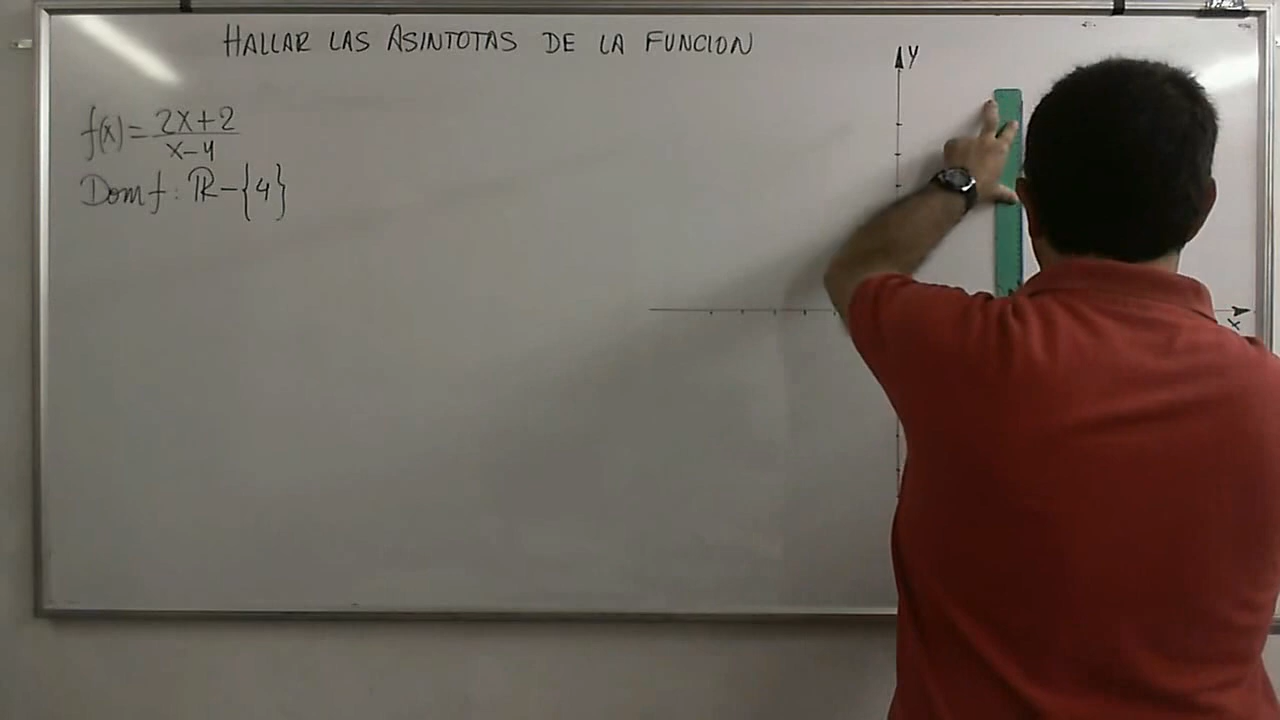 HALLAR LAS ASINTOTAS DE LA FUNCION
f(x) = 2x+2 / x-4
Dom f : ℝ - {4}
y
x